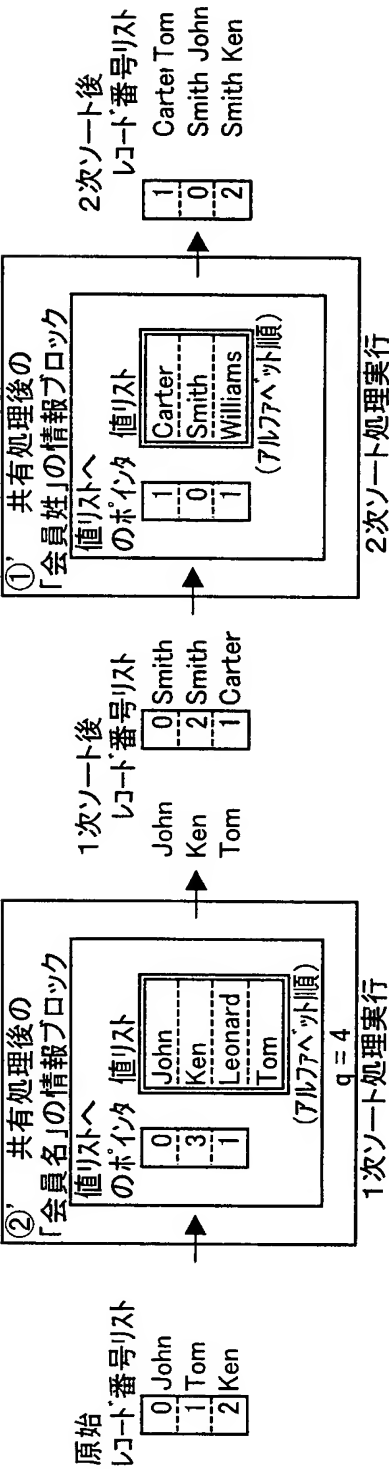 原始
レコード番号リスト
0 John
1 Tom
2 Ken
②' 共有処理後の
「会員名」の情報ブロック
値リストへ
のポインタ
0
3
1
値リスト
John
Ken
Leonard
Tom
(アルファベット順)
q = 4
1次ソート処理実行
1次ソート後
レコード番号リスト
John 0 Smith
Ken 2 Smith
Tom 1 Carter
①' 共有処理後の
「会員姓」の情報ブロック
値リストへ
のポインタ
1
0
1
値リスト
Carter
Smith
Williams
(アルファベット順)
2次ソート処理実行
2次ソート後
レコード番号リスト
1 Carter Tom
0 Smith John
2 Smith Ken